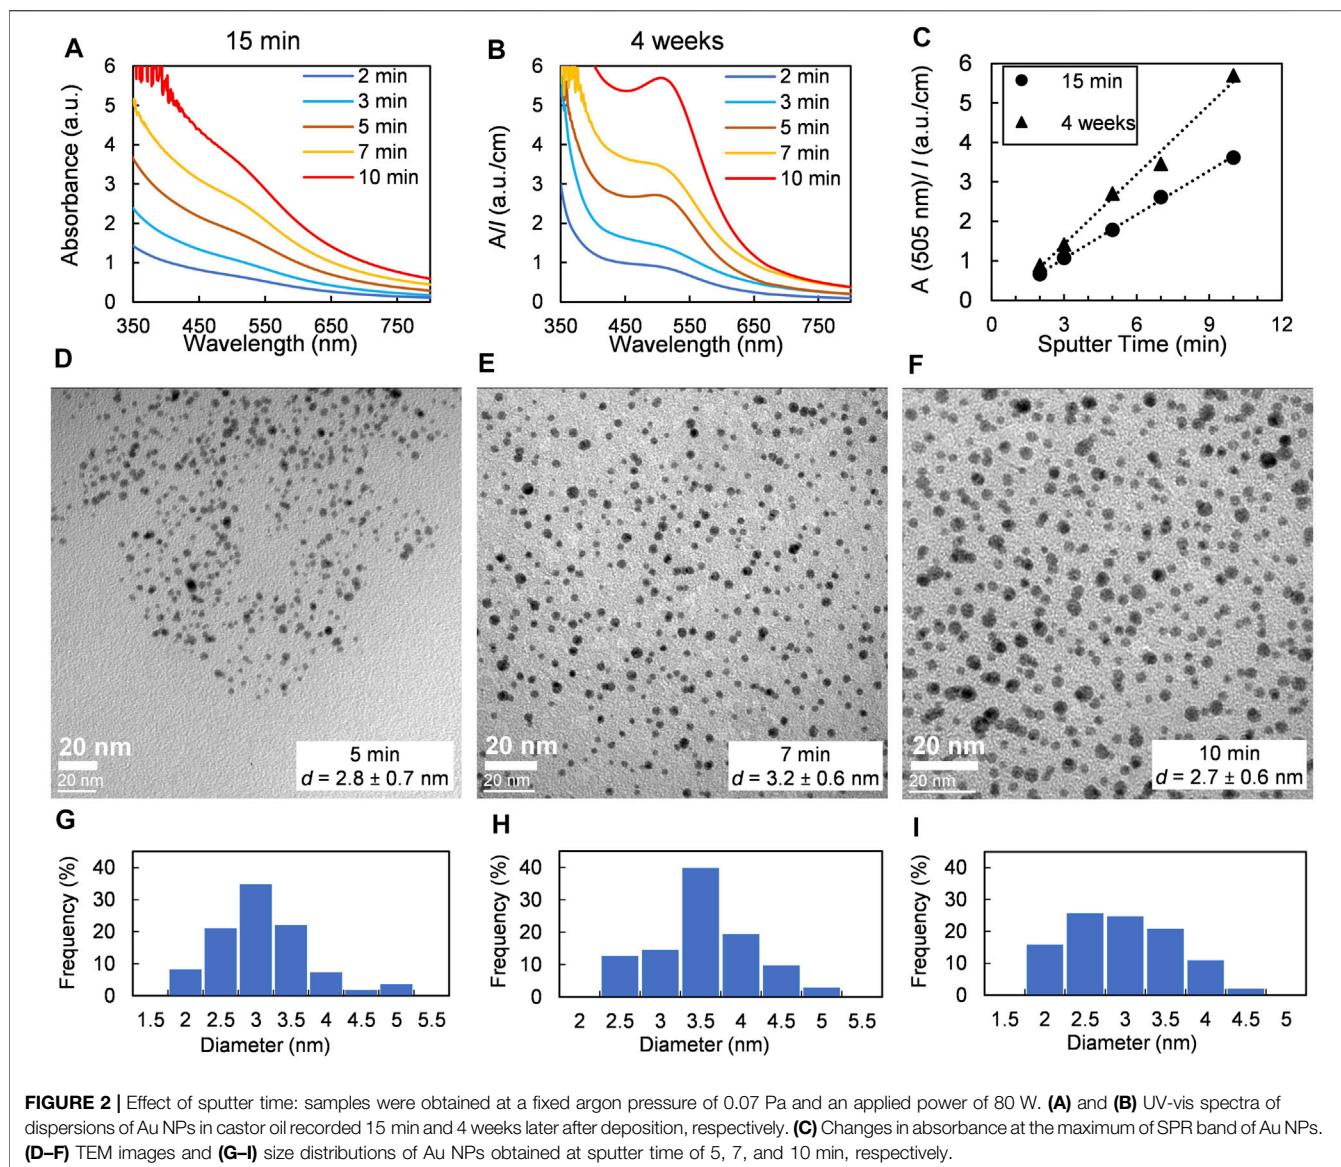 A
15 min
Absorbance (a.u.)
6
5
4
3
2
1
0
2 min
3 min
5 min
7 min
10 min
350
450
550
650
750
Wavelength (nm)
B
4 weeks
A/l (a.u./cm)
6
5
4
3
2
1
0
2 min
3 min
5 min
7 min
10 min
350
450
550
650
750
Wavelength (nm)
C
A (505 nm)/ l (a.u./cm)
6
5
4
3
2
1
0
15 min
4 weeks
0
3
6
9
12
Sputter Time (min)
D
20 nm
20 nm
5 min
d = 2.8 ± 0.7 nm
E
20 nm
20 nm
7 min
d = 3.2 ± 0.6 nm
F
20 nm
20 nm
10 min
d = 2.7 ± 0.6 nm
G
Frequency (%)
40
30
20
10
0
1.5 2 2.5 3 3.5 4 4.5 5 5.5
Diameter (nm)
H
Frequency (%)
40
30
20
10
0
2 2.5 3 3.5 4 4.5 5 5.5
Diameter (nm)
I
Frequency (%)
40
30
20
10
0
1.5 2 2.5 3 3.5 4 4.5 5
Diameter (nm)
FIGURE 2 | Effect of sputter time: samples were obtained at a fixed argon pressure of 0.07 Pa and an applied power of 80 W. (A) and (B) UV-vis spectra of
dispersions of Au NPs in castor oil recorded 15 min and 4 weeks later after deposition, respectively. (C) Changes in absorbance at the maximum of SPR band of Au NPs.
(D–F) TEM images and (G–I) size distributions of Au NPs obtained at sputter time of 5, 7, and 10 min, respectively.